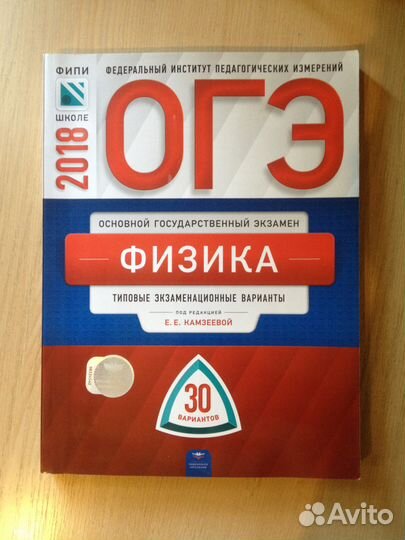 ФИПИ
ШКОЛЕ
ФЕДЕРАЛЬНЫЙ ИНСТИТУТ ПЕДАГОГИЧЕСКИХ ИЗМЕРЕНИЙ
2018
ОГЭ
ОСНОВНОЙ ГОСУДАРСТВЕННЫЙ ЭКЗАМЕН
ФИЗИКА
ТИПОВЫЕ ЭКЗАМЕНАЦИОННЫЕ ВАРИАНТЫ
ПОД РЕДАКЦИЕЙ
Е. Е. КАМЗЕЕВОЙ
30
ВАРИАНТОВ
Avito